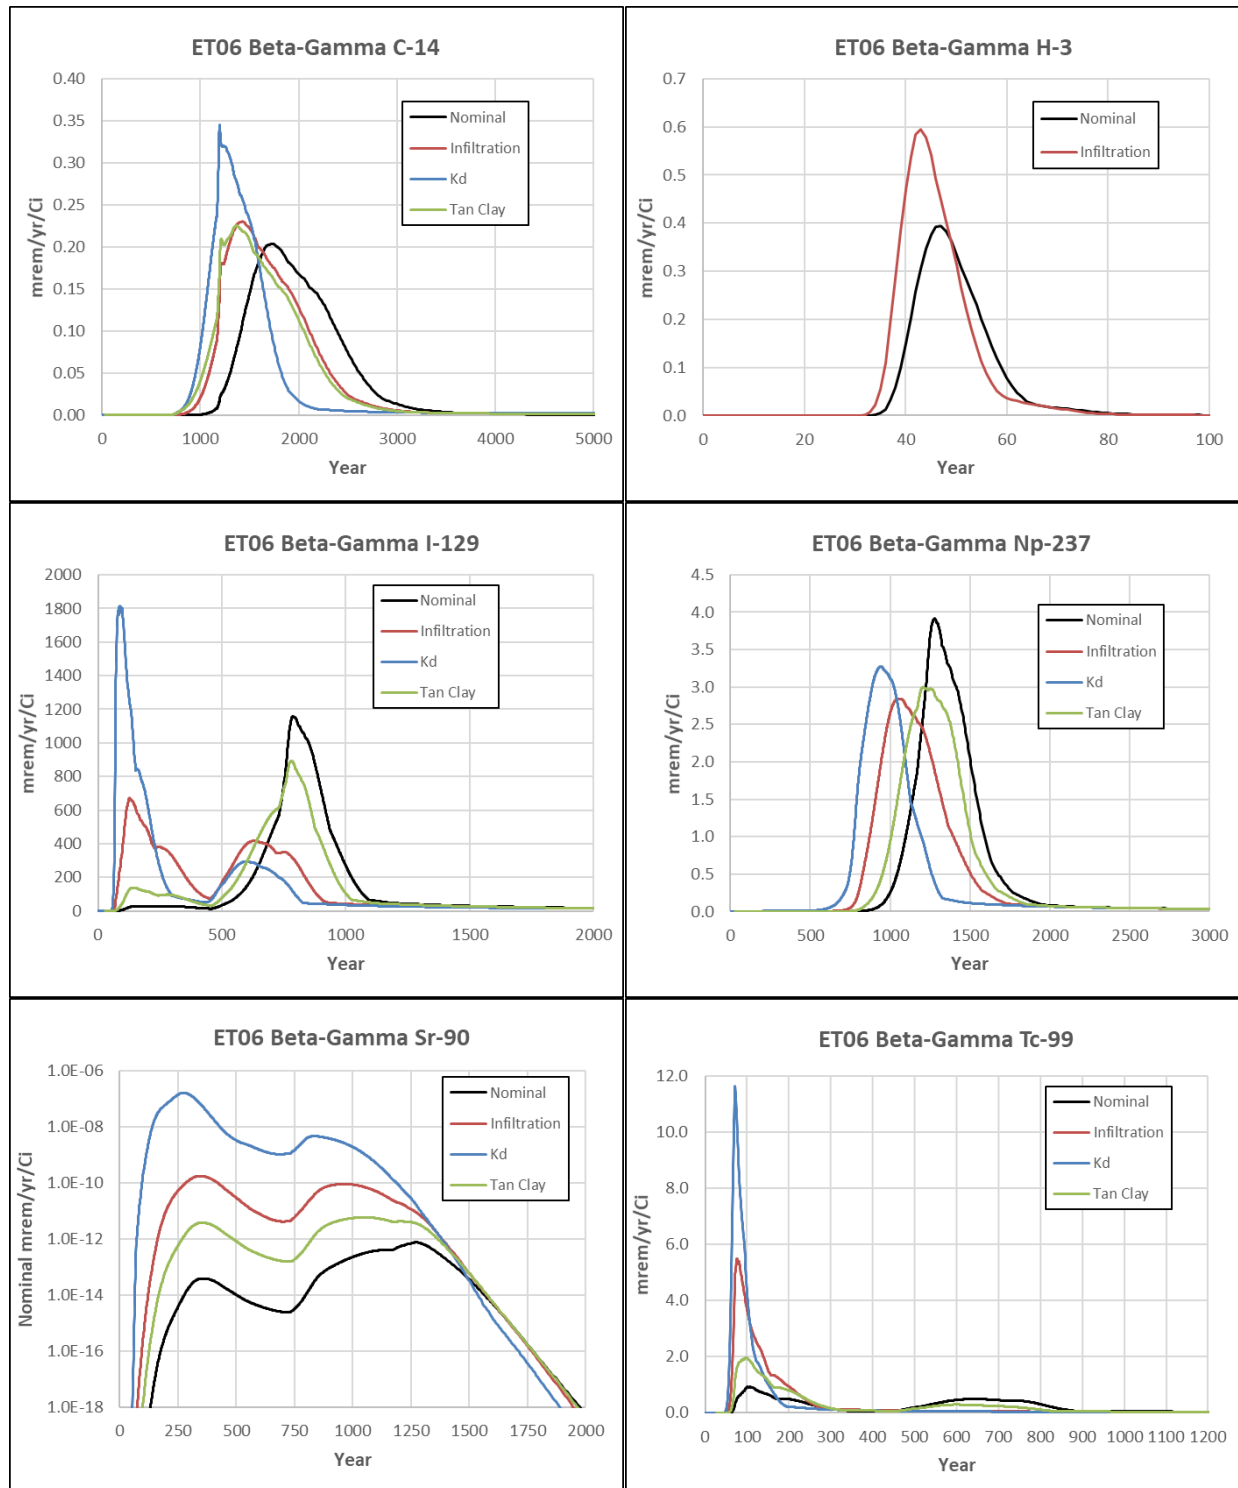 ET06 Beta-Gamma C-14
0.40
0.35
0.30
0.25
0.20
0.15
0.10
0.05
0.00
mrem/yr/Ci
Nominal
Infiltration
Kd
Tan Clay
0 1000 2000 3000 4000 5000
Year
ET06 Beta-Gamma H-3
0.7
0.6
0.5
0.4
0.3
0.2
0.1
0.0
mrem/yr/Ci
Nominal
Infiltration
0 20 40 60 80 100
Year
ET06 Beta-Gamma I-129
2000
1800
1600
1400
1200
1000
800
600
400
200
0
mrem/yr/Ci
Nominal
Infiltration
Kd
Tan Clay
0 500 1000 1500 2000
Year
ET06 Beta-Gamma Np-237
4.5
4.0
3.5
3.0
2.5
2.0
1.5
1.0
0.5
0.0
mrem/yr/Ci
Nominal
Infiltration
Kd
Tan Clay
0 500 1000 1500 2000 2500 3000
Year
ET06 Beta-Gamma Sr-90
1.0E-06
1.0E-08
1.0E-10
1.0E-12
1.0E-14
1.0E-16
1.0E-18
Nominal mrem/yr/Ci
Nominal
Infiltration
Kd
Tan Clay
0 250 500 750 1000 1250 1500 1750 2000
Year
ET06 Beta-Gamma Tc-99
12.0
10.0
8.0
6.0
4.0
2.0
0.0
mrem/yr/Ci
Nominal
Infiltration
Kd
Tan Clay
0 100 200 300 400 500 600 700 800 900 1000 1100 1200
Year